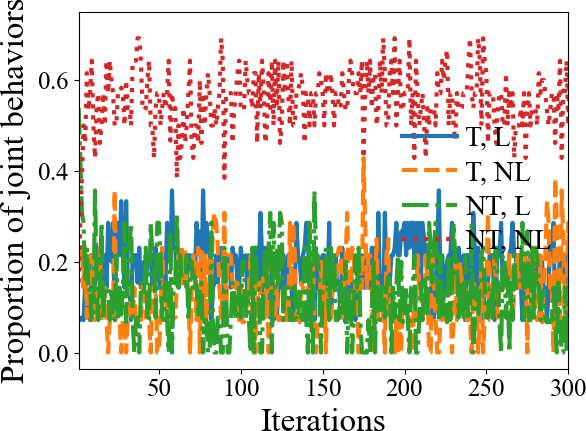 Proportion of joint behaviors
0.6
0.4
0.2
0.0
T, L
T, NL
NT, L
NT, NL
50 100 150 200 250 300
Iterations